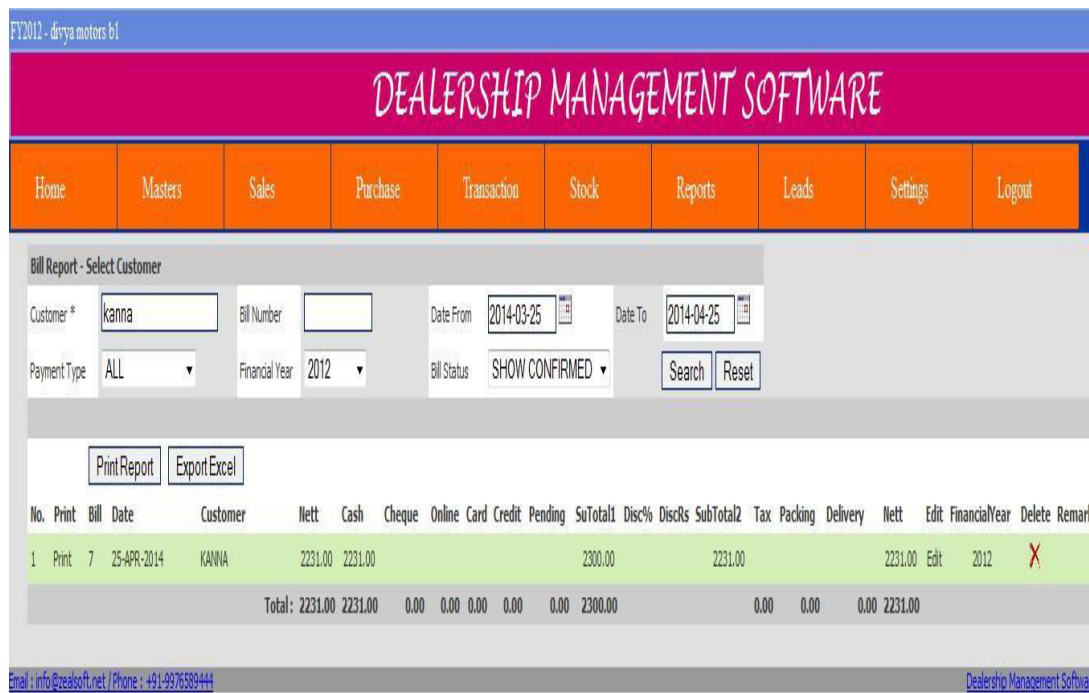 FY2012 - divya motors b1
DEALERSHIP MANAGEMENT SOFTWARE
Home Masters Sales Purchase Transaction Stock Reports Leads Settings Logout
Bill Report - Select Customer
Customer * kanna Bill Number Date From 2014-03-25 Date To 2014-04-25
Payment Type ALL Financial Year 2012 Bill Status SHOW CONFIRMED Search Reset
Print Report Export Excel
No. Print Bill Date Customer Nett Cash Cheque Online Card Credit Pending SuTotal1 Disc% DiscRs SubTotal2 Tax Packing Delivery Nett Edit FinancialYear Delete Remark
1 Print 7 25-APR-2014 KANNA 2231.00 2231.00 2300.00 2231.00 2231.00 Edit 2012 X
Total : 2231.00 2231.00 0.00 0.00 0.00 0.00 0.00 2300.00 0.00 0.00 0.00 2231.00
Email : info@zealsoft.net / Phone : +91-9976589444 Dealership Management Softwa